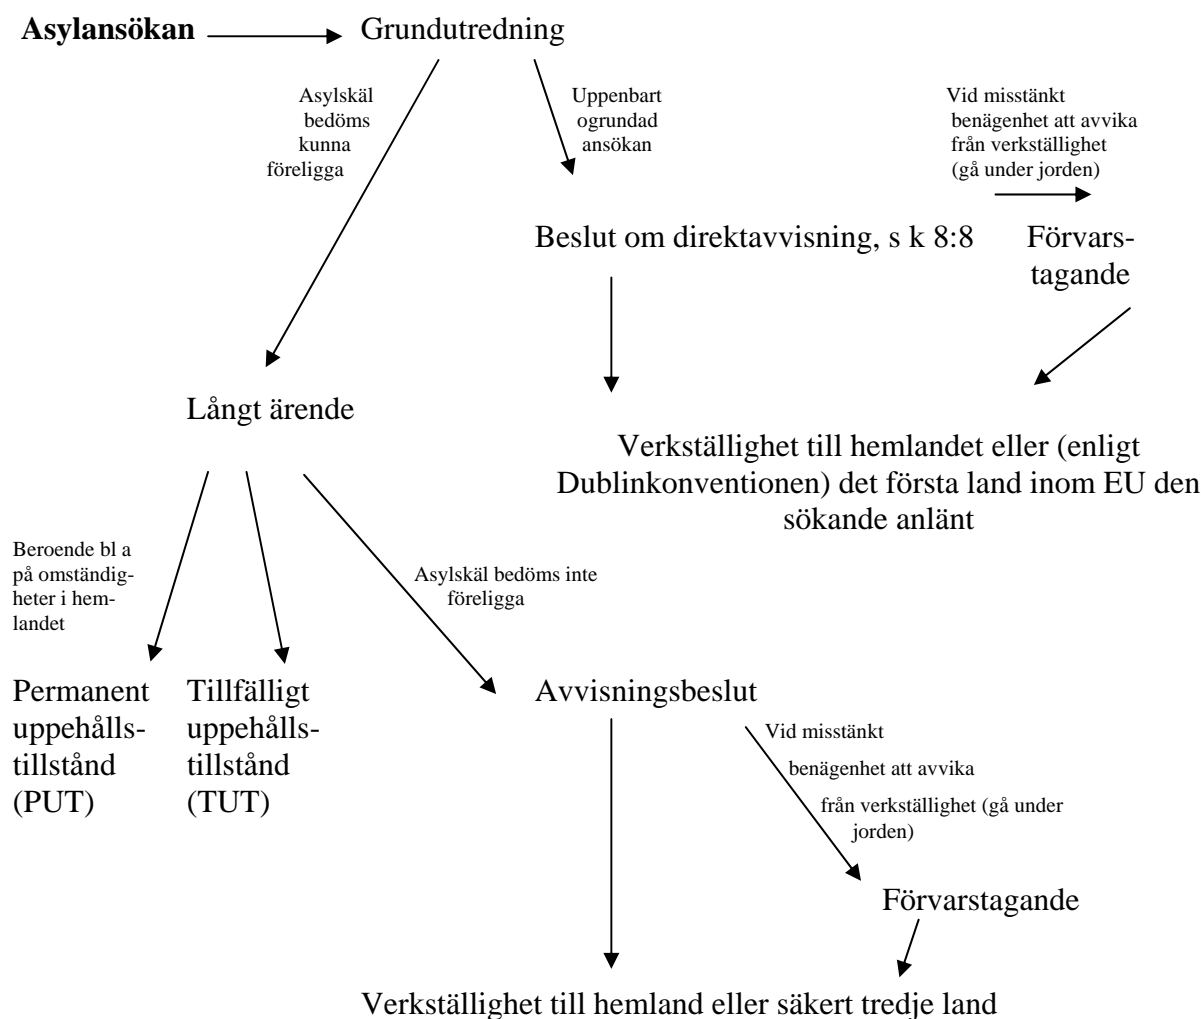 Asylansökan
Grundutredning
Asylskäl
bedöms
kunna
föreligga
Uppenbart
ogrundad
ansökan
Vid misstänkt
benägenhet att avvika
från verkställighet
(gå under jorden)
Beslut om direktavvisning, s k 8:8
Förvars-
tagande
Långt ärende
Verkställighet till hemlandet eller (enligt
Dublinkonventionen) det första land inom EU den
sökande anlänt
Beroende bl a
på omständig-
heter i hem-
landet
Asylskäl bedöms inte
föreligga
Permanent
uppehålls-
tillstånd
(PUT)
Tillfälligt
uppehålls-
tillstånd
(TUT)
Avvisningsbeslut
Vid misstänkt
benägenhet att avvika
från verkställighet (gå under
jorden)
Förvarstagande
Verkställighet till hemland eller säkert tredje land